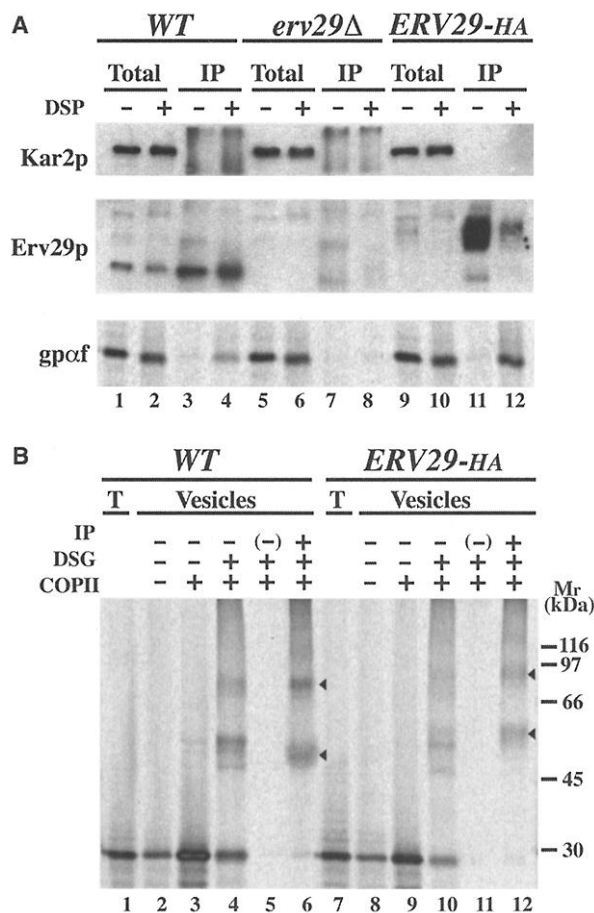 A
WT erv29Δ ERV29-HA
Total IP Total IP Total IP
DSP − + − + − + − + − + − +
Kar2p
Erv29p
gpαf
1 2 3 4 5 6 7 8 9 10 11 12
B
WT ERV29-HA
T Vesicles T Vesicles
IP − − − (−) + − − − (−) +
DSG − − + + + − − + + +
COPII − + + + + − + + + + Mr
(kDa)
116
97
66
45
30
1 2 3 4 5 6 7 8 9 10 11 12